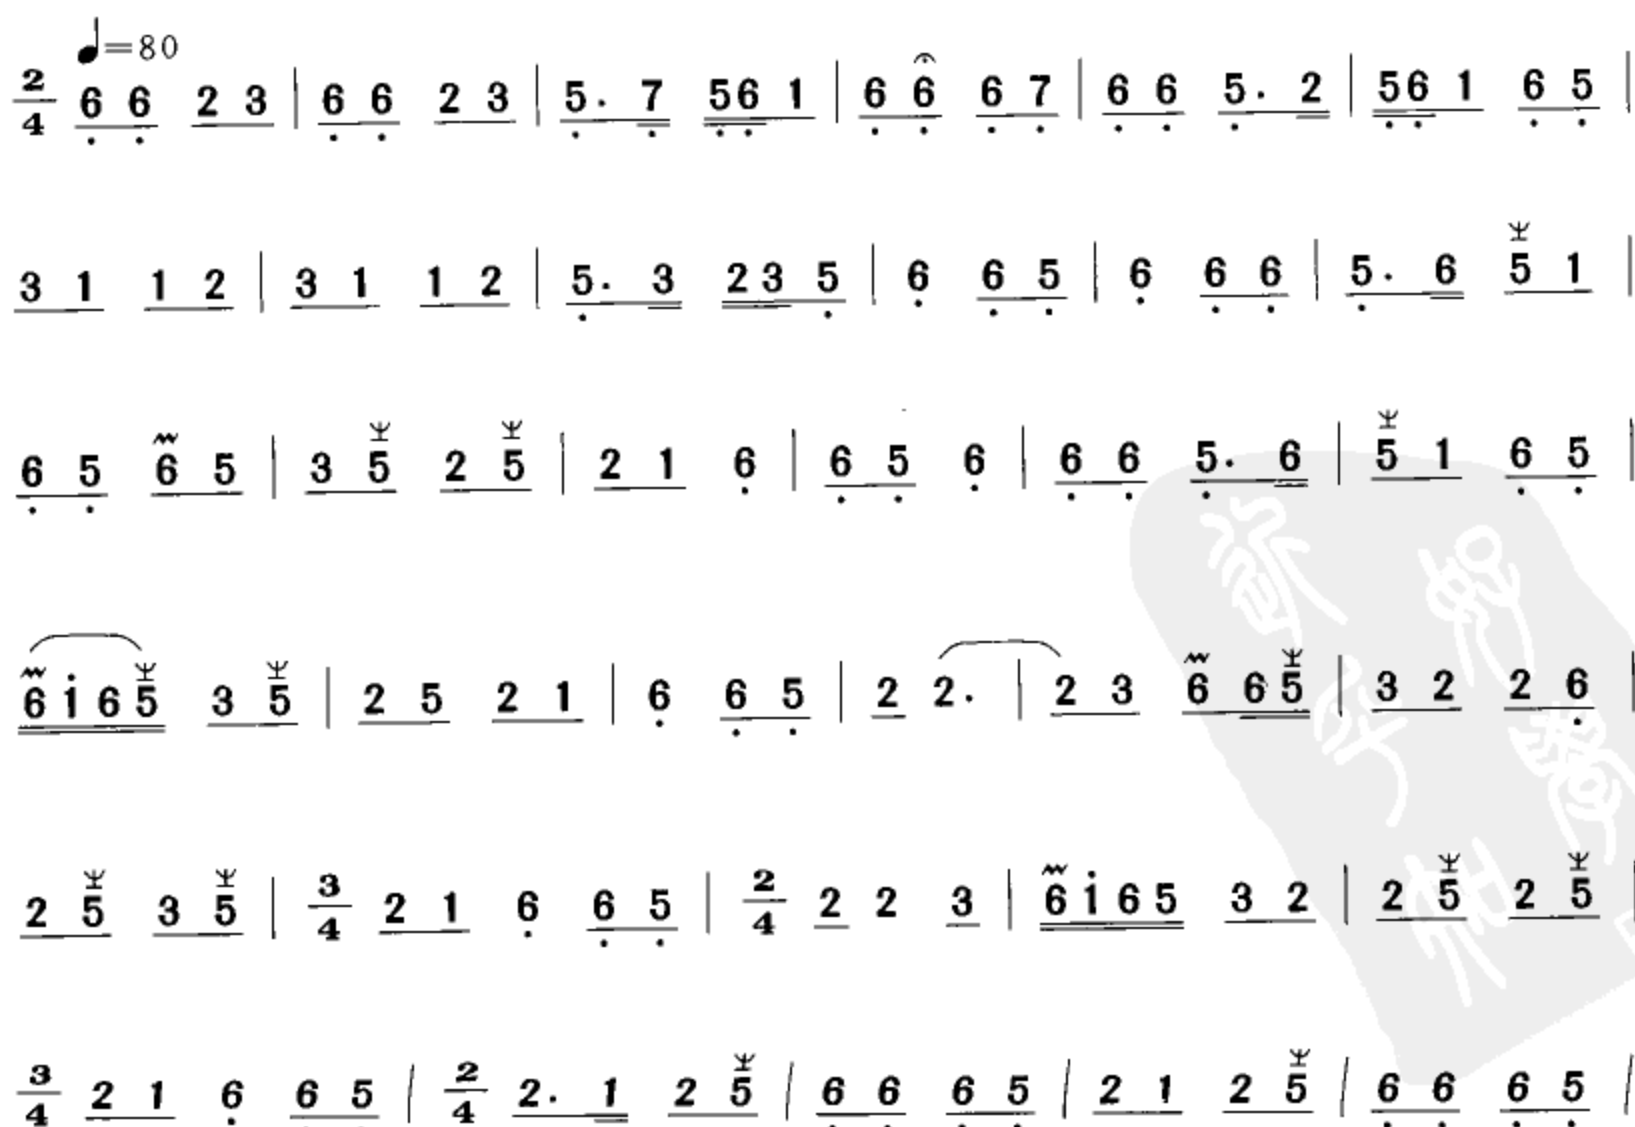 ♩=80
2/4 6̣ 6̣ 2 3 | 6̣ 6̣ 2 3 | 5̣. 7̣ 5̣6̣ 1 | 6̣ 6̣ 6̣ 7̣ | 6̣ 6̣ 5̣. 2 | 5̣6̣ 1 6̣ 5̣ |
3 1 1 2 | 3 1 1 2 | 5̣. 3 23 5̣ | 6̣ 6̣ 5̣ | 6̣ 6̣ 6̣ | 5̣. 6 5 1 |
6̣ 5̣ 6 5 | 3 5 2 5 | 2 1 6̣ | 6̣ 5̣ 6̣ | 6̣ 6̣ 5̣. 6 | 5 1 6̣ 5̣ |
6 1̇ 6 5 3 5 | 2 5 2 1 | 6̣ 6̣ 5̣ | 2 2. | 2 3 6 6 5 | 3 2 2 6̣ |
2 5 3 5 | 3/4 2 1 6̣ 6̣ 5̣ | 2/4 2 2 3 | 6 1̇ 6 5 3 2 | 2 5 2 5 |
3/4 2 1 6̣ 6̣ 5̣ | 2/4 2. 1 2 5 | 6̣ 6̣ 6̣ 5̣ | 2 1 2 5 | 6̣ 6̣ 6̣ 5̣ |